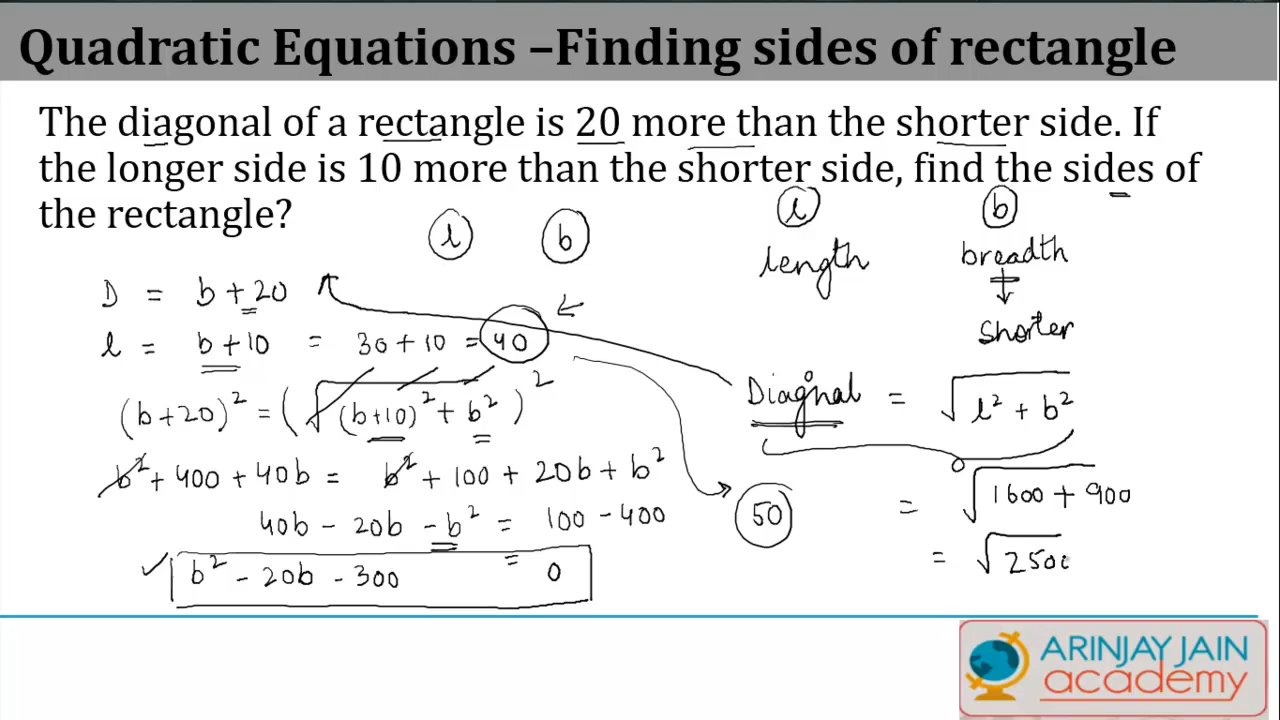 Quadratic Equations –Finding sides of rectangle
The diagonal of a rectangle is 20 more than the shorter side. If
the longer side is 10 more than the shorter side, find the sides of
the rectangle?
l b
l b
length breadth
shorter
D = b + 20
l = b + 10 = 30 + 10 = 40
Diagnal = √(l² + b²)
(b + 20)² = (√((b+10)² + b²))²
b² + 400 + 40b = b² + 100 + 20b + b²
= √(1600 + 900)
40b - 20b - b² = 100 - 400
50
= √2500
b² - 20b - 300 = 0
ARINJAY JAIN
academy